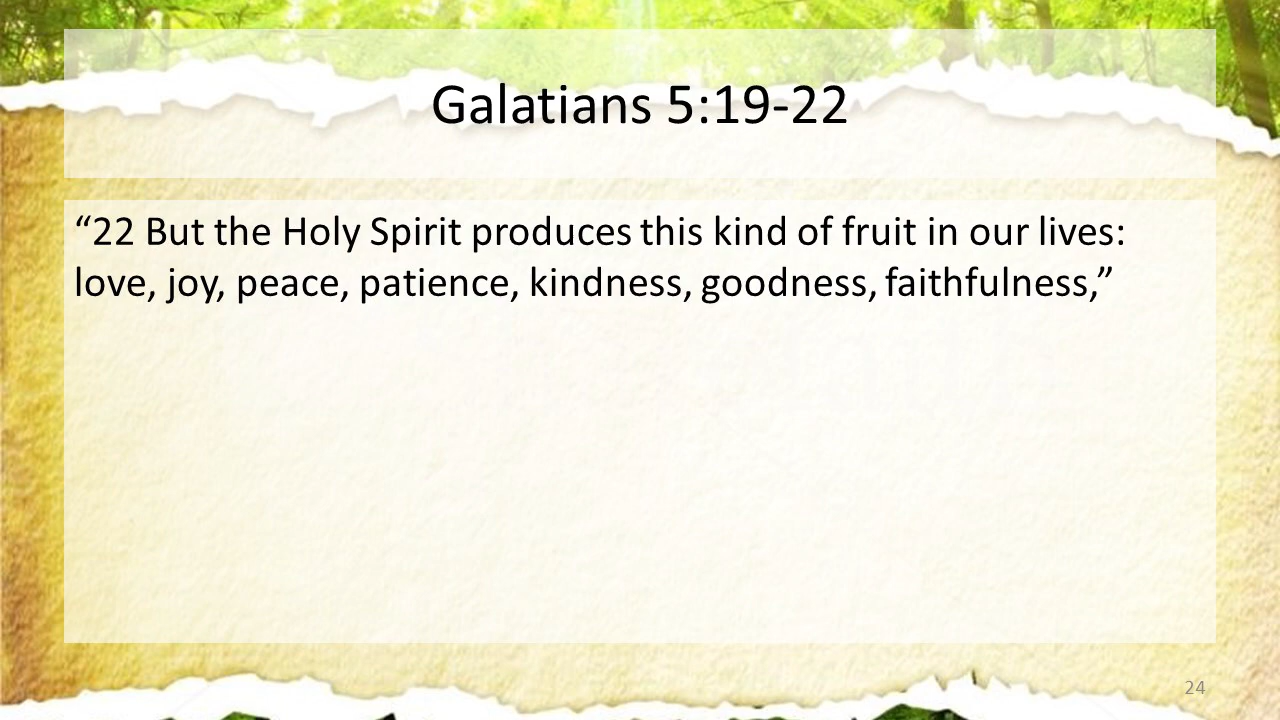 Galatians 5:19-22
“22 But the Holy Spirit produces this kind of fruit in our lives:
love, joy, peace, patience, kindness, goodness, faithfulness,”
24